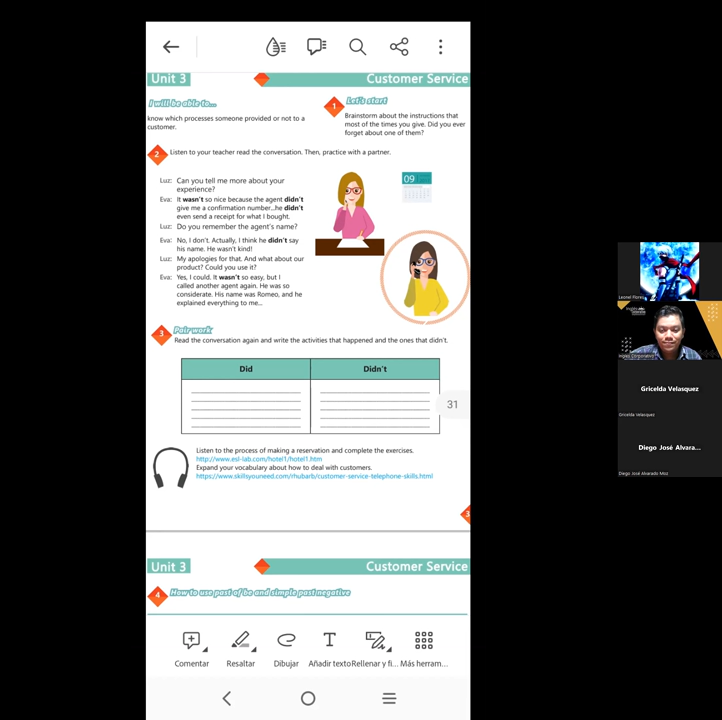 Unit 3
Customer Service
I will be able to...
know which processes someone provided or not to a
customer.
1
Let's start
Brainstorm about the instructions that
most of the times you give. Did you ever
forget about one of them?
2
Listen to your teacher read the conversation. Then, practice with a partner.
Luz: Can you tell me more about your
experience?
Eva: It wasn't so nice because the agent didn't
give me a confirmation number...he didn't
even send a receipt for what I bought.
Luz: Do you remember the agent's name?
Eva: No, I don't. Actually, I think he didn't say
his name. He wasn't kind!
Luz: My apologies for that. And what about our
product? Could you use it?
Eva: Yes, I could. It wasn't so easy, but I
called another agent again. He was so
considerate. His name was Romeo, and he
explained everything to me...
09
3
Pair work
Read the conversation again and write the activities that happened and the ones that didn't.
Did
Didn't
31
Listen to the process of making a reservation and complete the exercises.
http://www.esl-lab.com/hotel1/hotel1.htm
Expand your vocabulary about how to deal with customers.
https://www.skillsyouneed.com/rhubarb/customer-service-telephone-skills.html
3
Unit 3
Customer Service
4
How to use past of be and simple past negative
Comentar
Resaltar
Dibujar
Añadir texto
Rellenar y fi...
Más herram...
Leonel Flores
Inglés Corporativo
Gricelda Velasquez
Gricelda Velasquez
Diego José Alvara...
Diego José Alvarado Moz